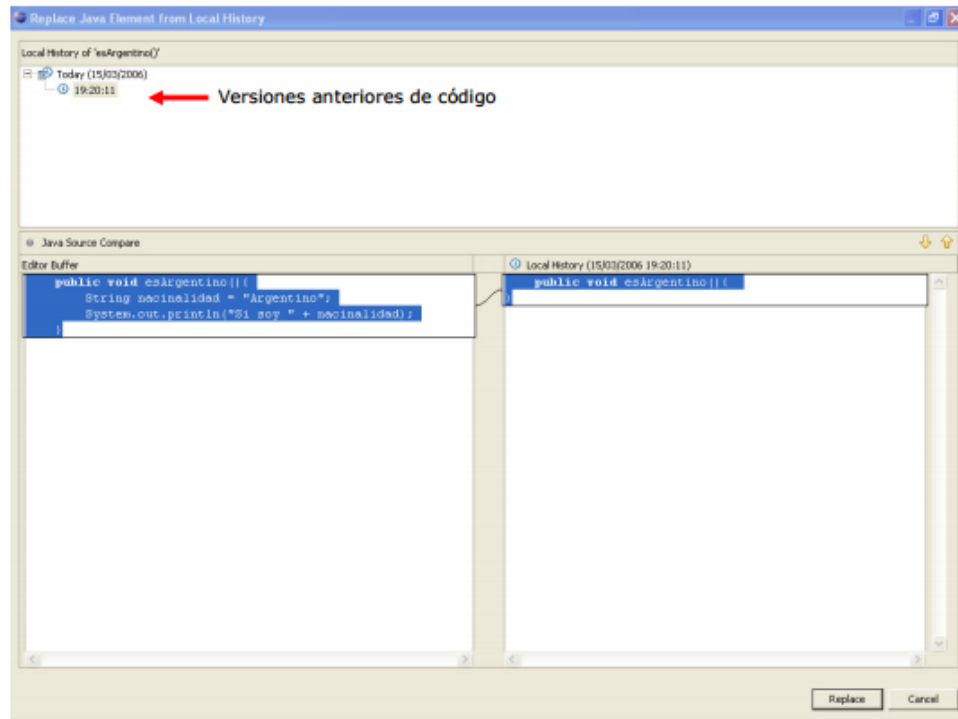 Replace Java Element from Local History
Local History of 'esArgentino()'
Today (15/03/2006)
19:20:11
Versiones anteriores de código
Java Source Compare
Editor Buffer
Local History (15/03/2006 19:20:11)
public void esArgentino(){
String nacinalidad = "Argentino";
System.out.println("Si soy " + nacinalidad);
}
public void esArgentino(){
}
Replace
Cancel